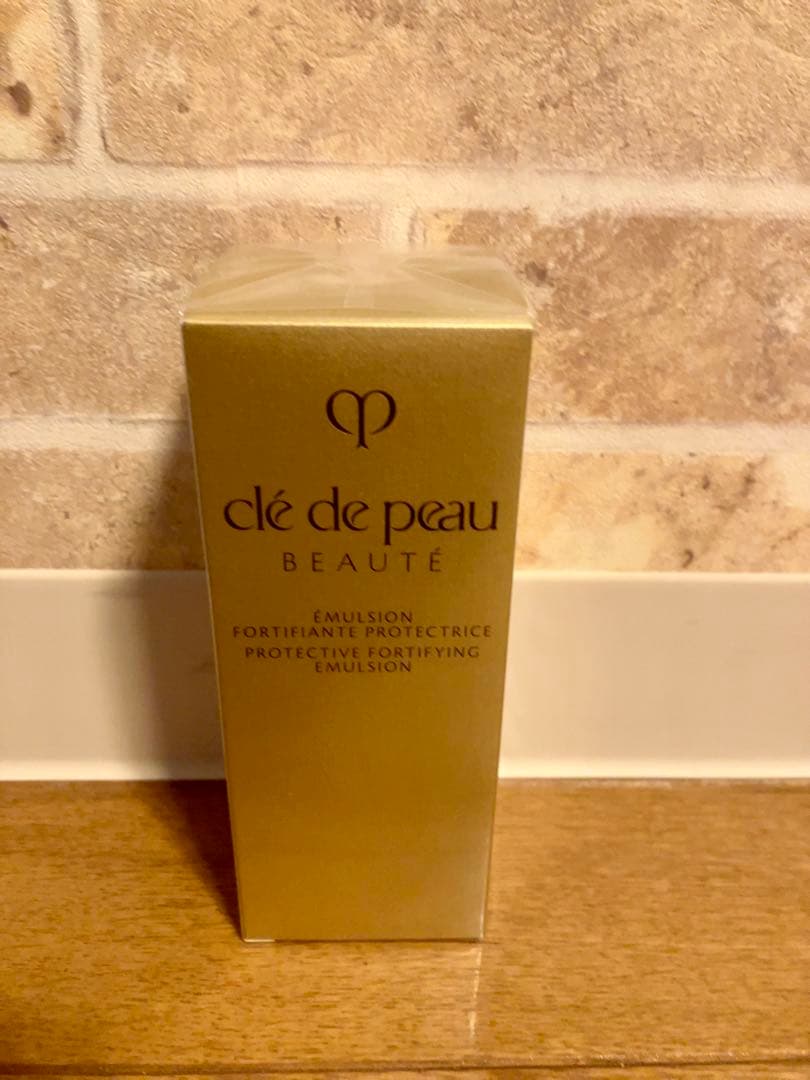 clé de peau
BEAUTÉ
ÉMULSION
FORTIFIANTE PROTECTRICE
PROTECTIVE FORTIFYING
EMULSION